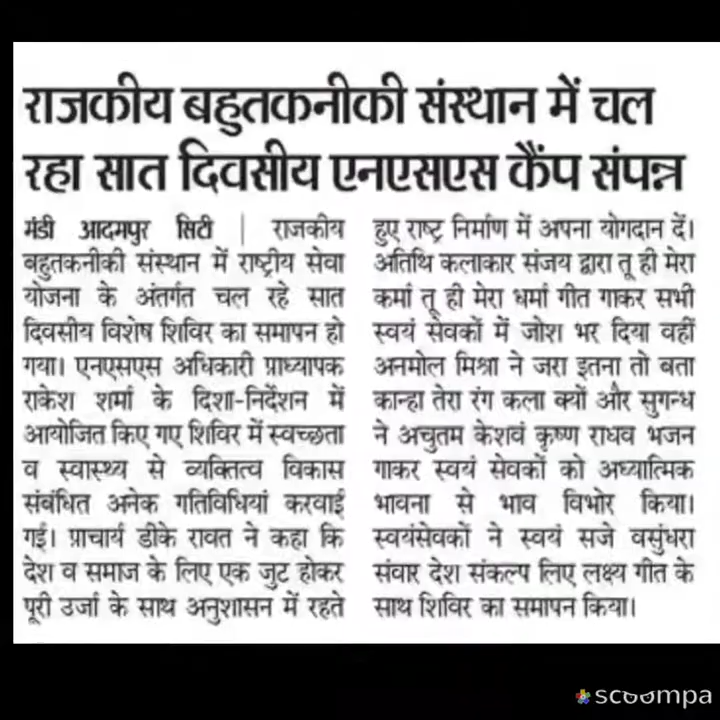 राजकीय बहुतकनीकी संस्थान में चल
रहा सात दिवसीय एनएसएस कैंप संपन्न
मंडी आदमपुर सिटी | राजकीय
बहुतकनीकी संस्थान में राष्ट्रीय सेवा
योजना के अंतर्गत चल रहे सात
दिवसीय विशेष शिविर का समापन हो
गया। एनएसएस अधिकारी प्राध्यापक
राकेश शर्मा के दिशा-निर्देशन में
आयोजित किए गए शिविर में स्वच्छता
व स्वास्थ्य से व्यक्तित्व विकास
संबंधित अनेक गतिविधियां करवाई
गई। प्राचार्य डीके रावत ने कहा कि
देश व समाज के लिए एक जुट होकर
पूरी उर्जा के साथ अनुशासन में रहते
हुए राष्ट्र निर्माण में अपना योगदान दें।
अतिथि कलाकार संजय द्वारा तू ही मेरा
कर्मा तू ही मेरा धर्मा गीत गाकर सभी
स्वयं सेवकों में जोश भर दिया वहीं
अनमोल मिश्रा ने जरा इतना तो बता
कान्हा तेरा रंग कला क्यों और सुगन्ध
ने अचुतम केशवं कृष्ण राधव भजन
गाकर स्वयं सेवकों को अध्यात्मिक
भावना से भाव विभोर किया।
स्वयंसेवकों ने स्वयं सजे वसुंधरा
संवार देश संकल्प लिए लक्ष्य गीत के
साथ शिविर का समापन किया।
scoompa